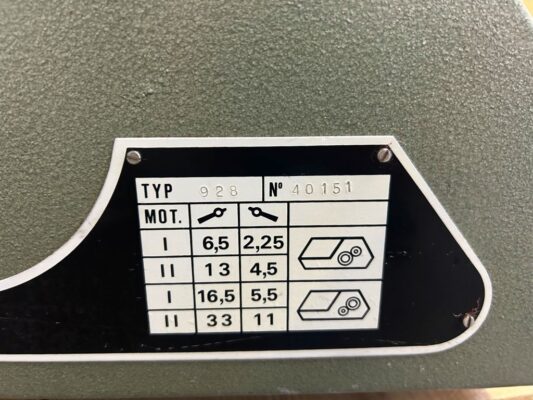 TYP 928 Nº 40151
MOT.
I 6,5 2,25
II 13 4,5
I 16,5 5,5
II 33 11